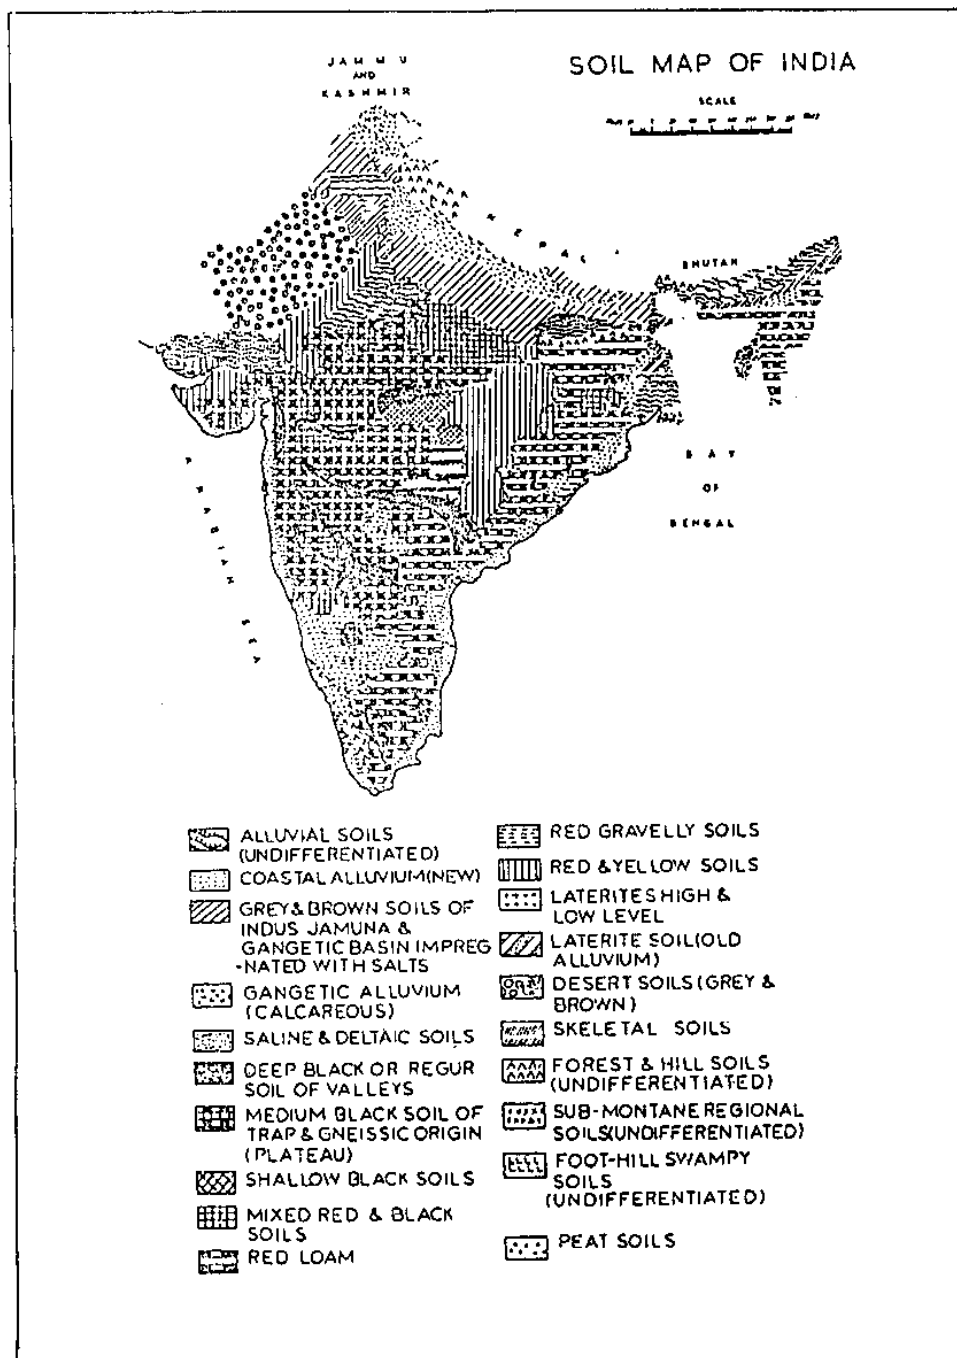 SOIL MAP OF INDIA
SCALE
JAMMU
AND
KASHMIR
NEPAL
BHUTAN
ARABIAN SEA
BAY
OF
BENGAL
ALLUVIAL SOILS
(UNDIFFERENTIATED)
COASTAL ALLUVIUM(NEW)
GREY & BROWN SOILS OF
INDUS JAMUNA &
GANGETIC BASIN IMPREG
-NATED WITH SALTS
GANGETIC ALLUVIUM
(CALCAREOUS)
SALINE & DELTAIC SOILS
DEEP BLACK OR REGUR
SOIL OF VALLEYS
MEDIUM BLACK SOIL OF
TRAP & GNEISSIC ORIGIN
(PLATEAU)
SHALLOW BLACK SOILS
MIXED RED & BLACK
SOILS
RED LOAM
RED GRAVELLY SOILS
RED & YELLOW SOILS
LATERITES HIGH &
LOW LEVEL
LATERITE SOIL(OLD
ALLUVIUM)
DESERT SOILS (GREY &
BROWN)
SKELETAL SOILS
FOREST & HILL SOILS
(UNDIFFERENTIATED)
SUB-MONTANE REGIONAL
SOILS(UNDIFFERENTIATED)
FOOT-HILL SWAMPY
SOILS
(UNDIFFERENTIATED)
PEAT SOILS